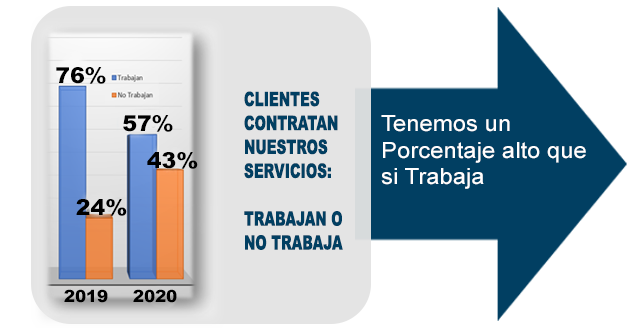 76%
Trabajan
No Trabajan
57%
43%
24%
2019 2020
CLIENTES
CONTRATAN
NUESTROS
SERVICIOS:
TRABAJAN O
NO TRABAJA
Tenemos un
Porcentaje alto que
si Trabaja